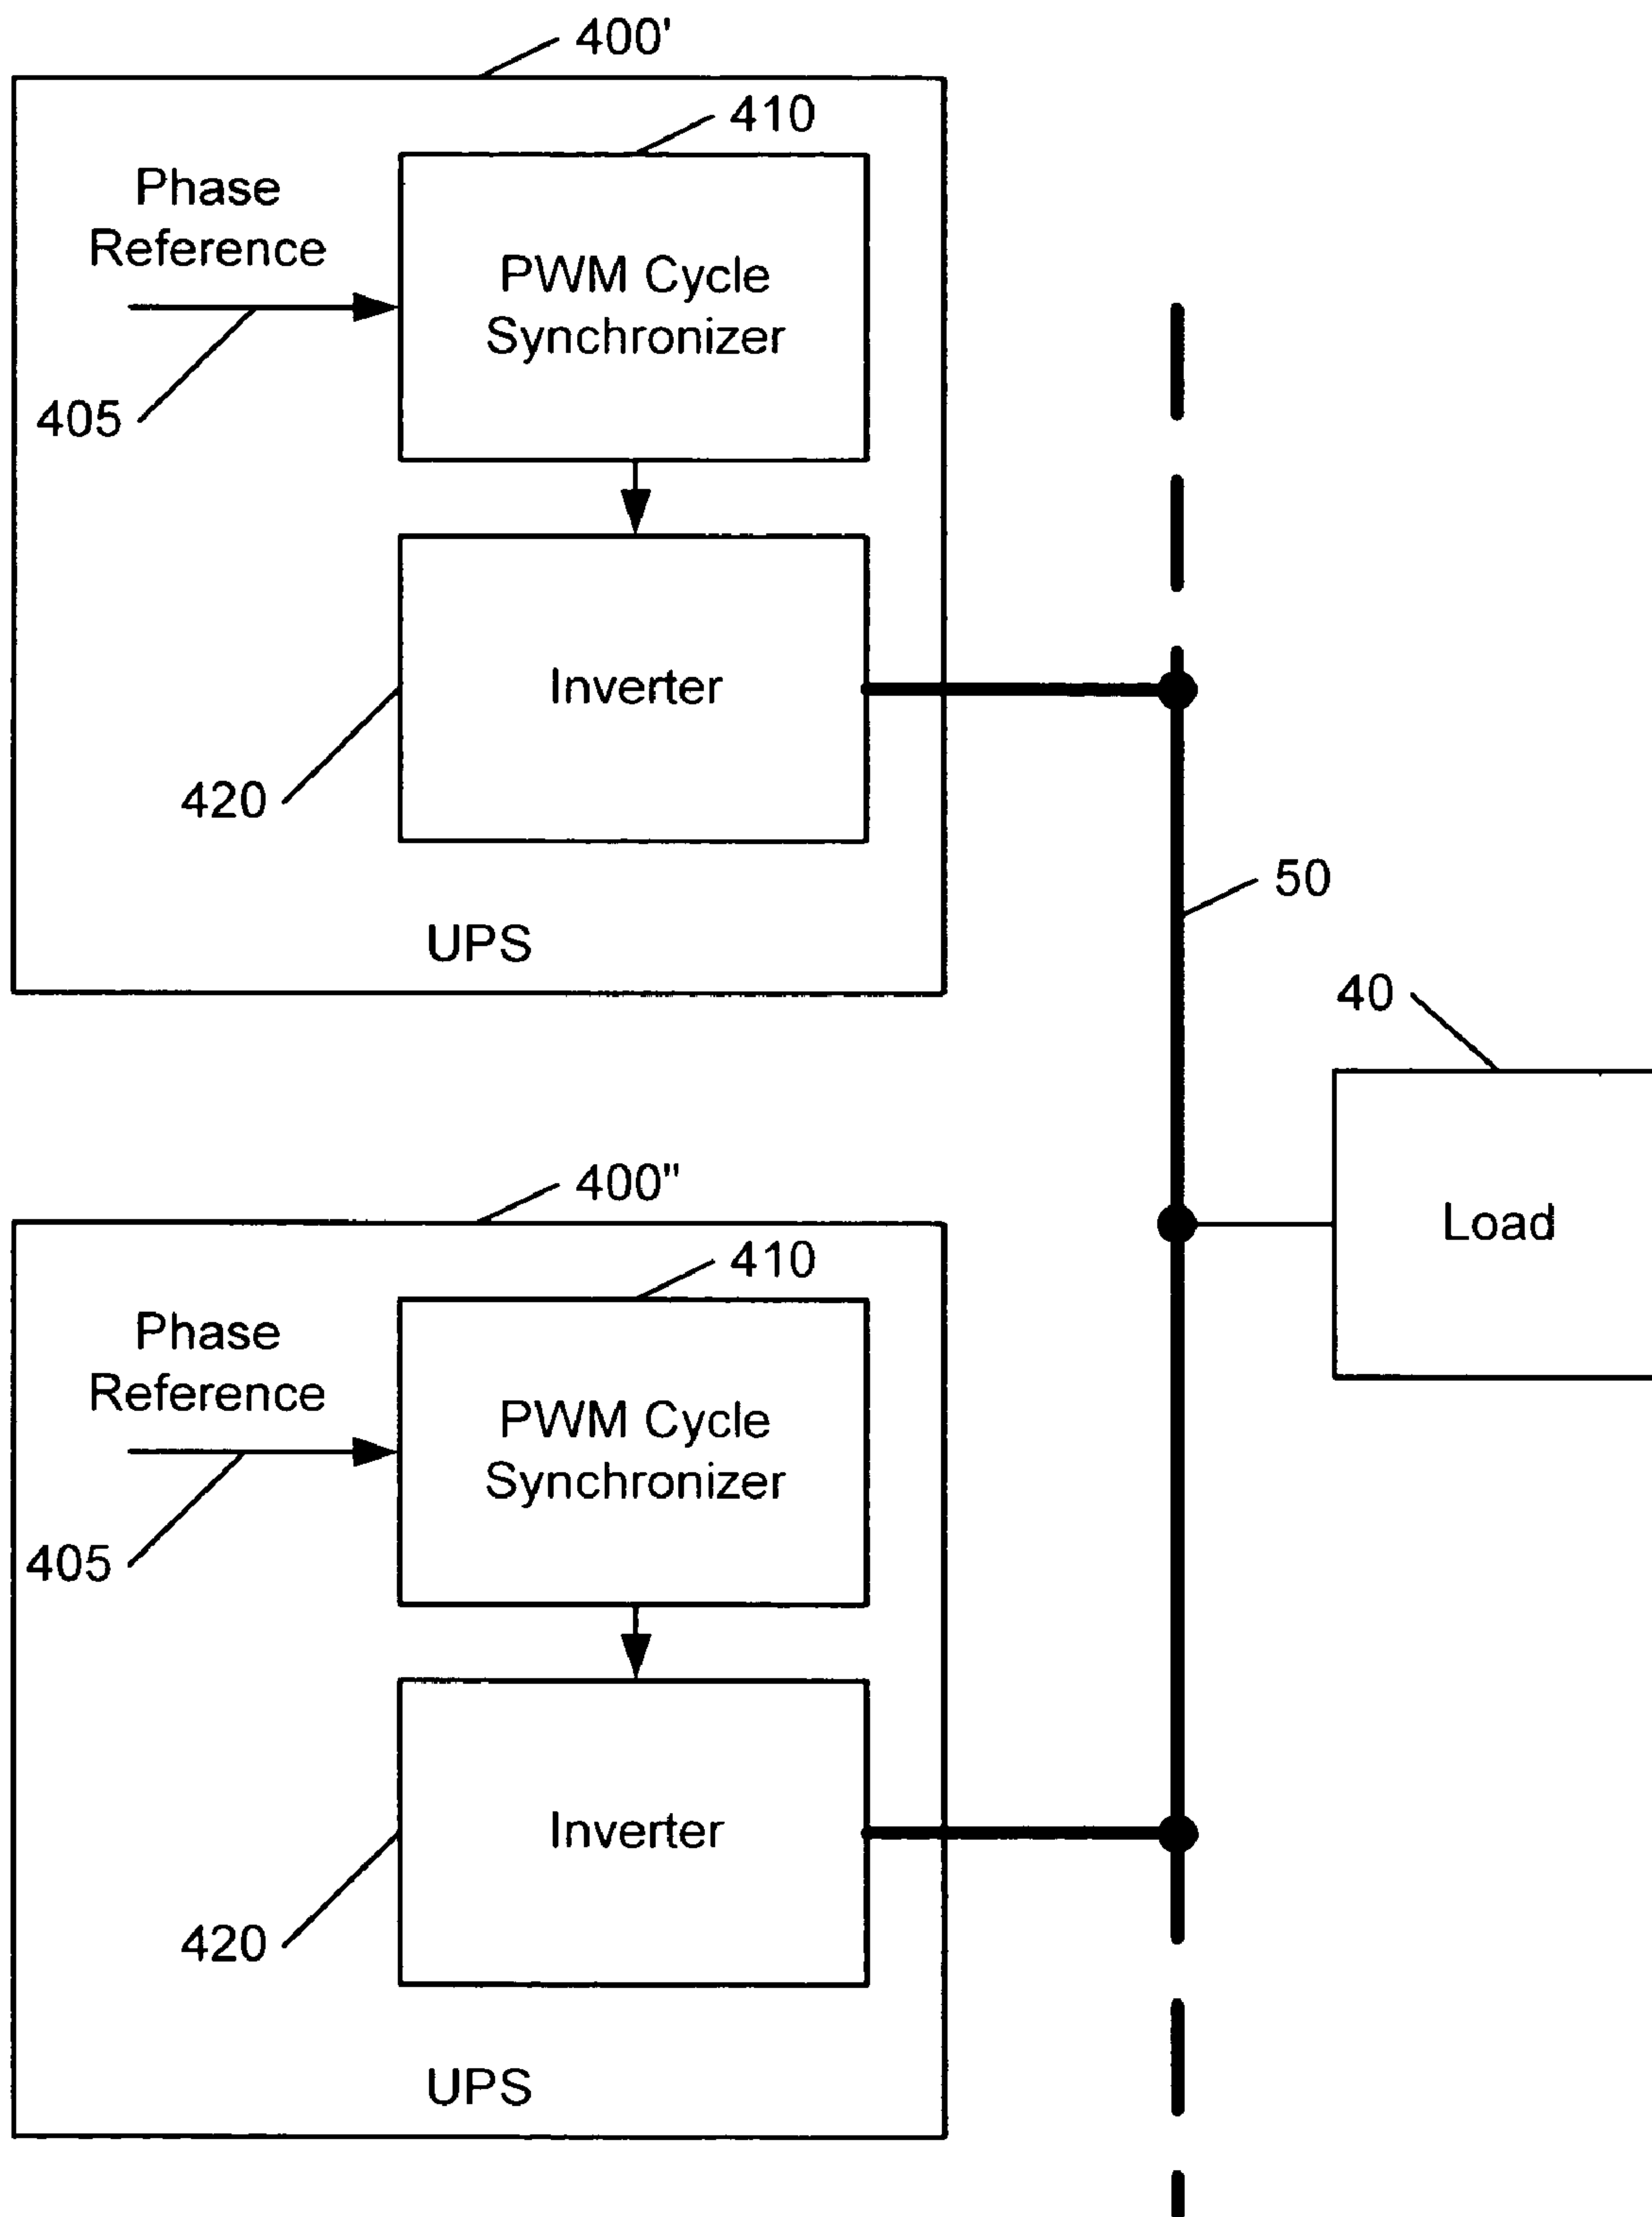 400'
410
Phase
Reference
PWM Cycle
Synchronizer
405
Inverter
420
50
UPS
40
Load
400"
410
Phase
Reference
PWM Cycle
Synchronizer
405
Inverter
420
UPS